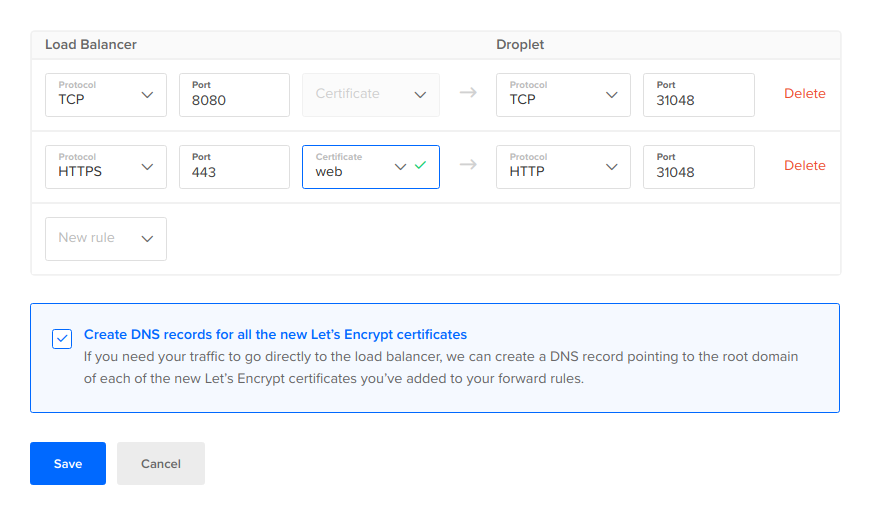 Load Balancer Droplet
Protocol Port Protocol Port
TCP 8080 Certificate TCP 31048 Delete
Protocol Port Certificate Protocol Port
HTTPS 443 web HTTP 31048 Delete
New rule
Create DNS records for all the new Let's Encrypt certificates
If you need your traffic to go directly to the load balancer, we can create a DNS record pointing to the root domain
of each of the new Let's Encrypt certificates you've added to your forward rules.
Save Cancel